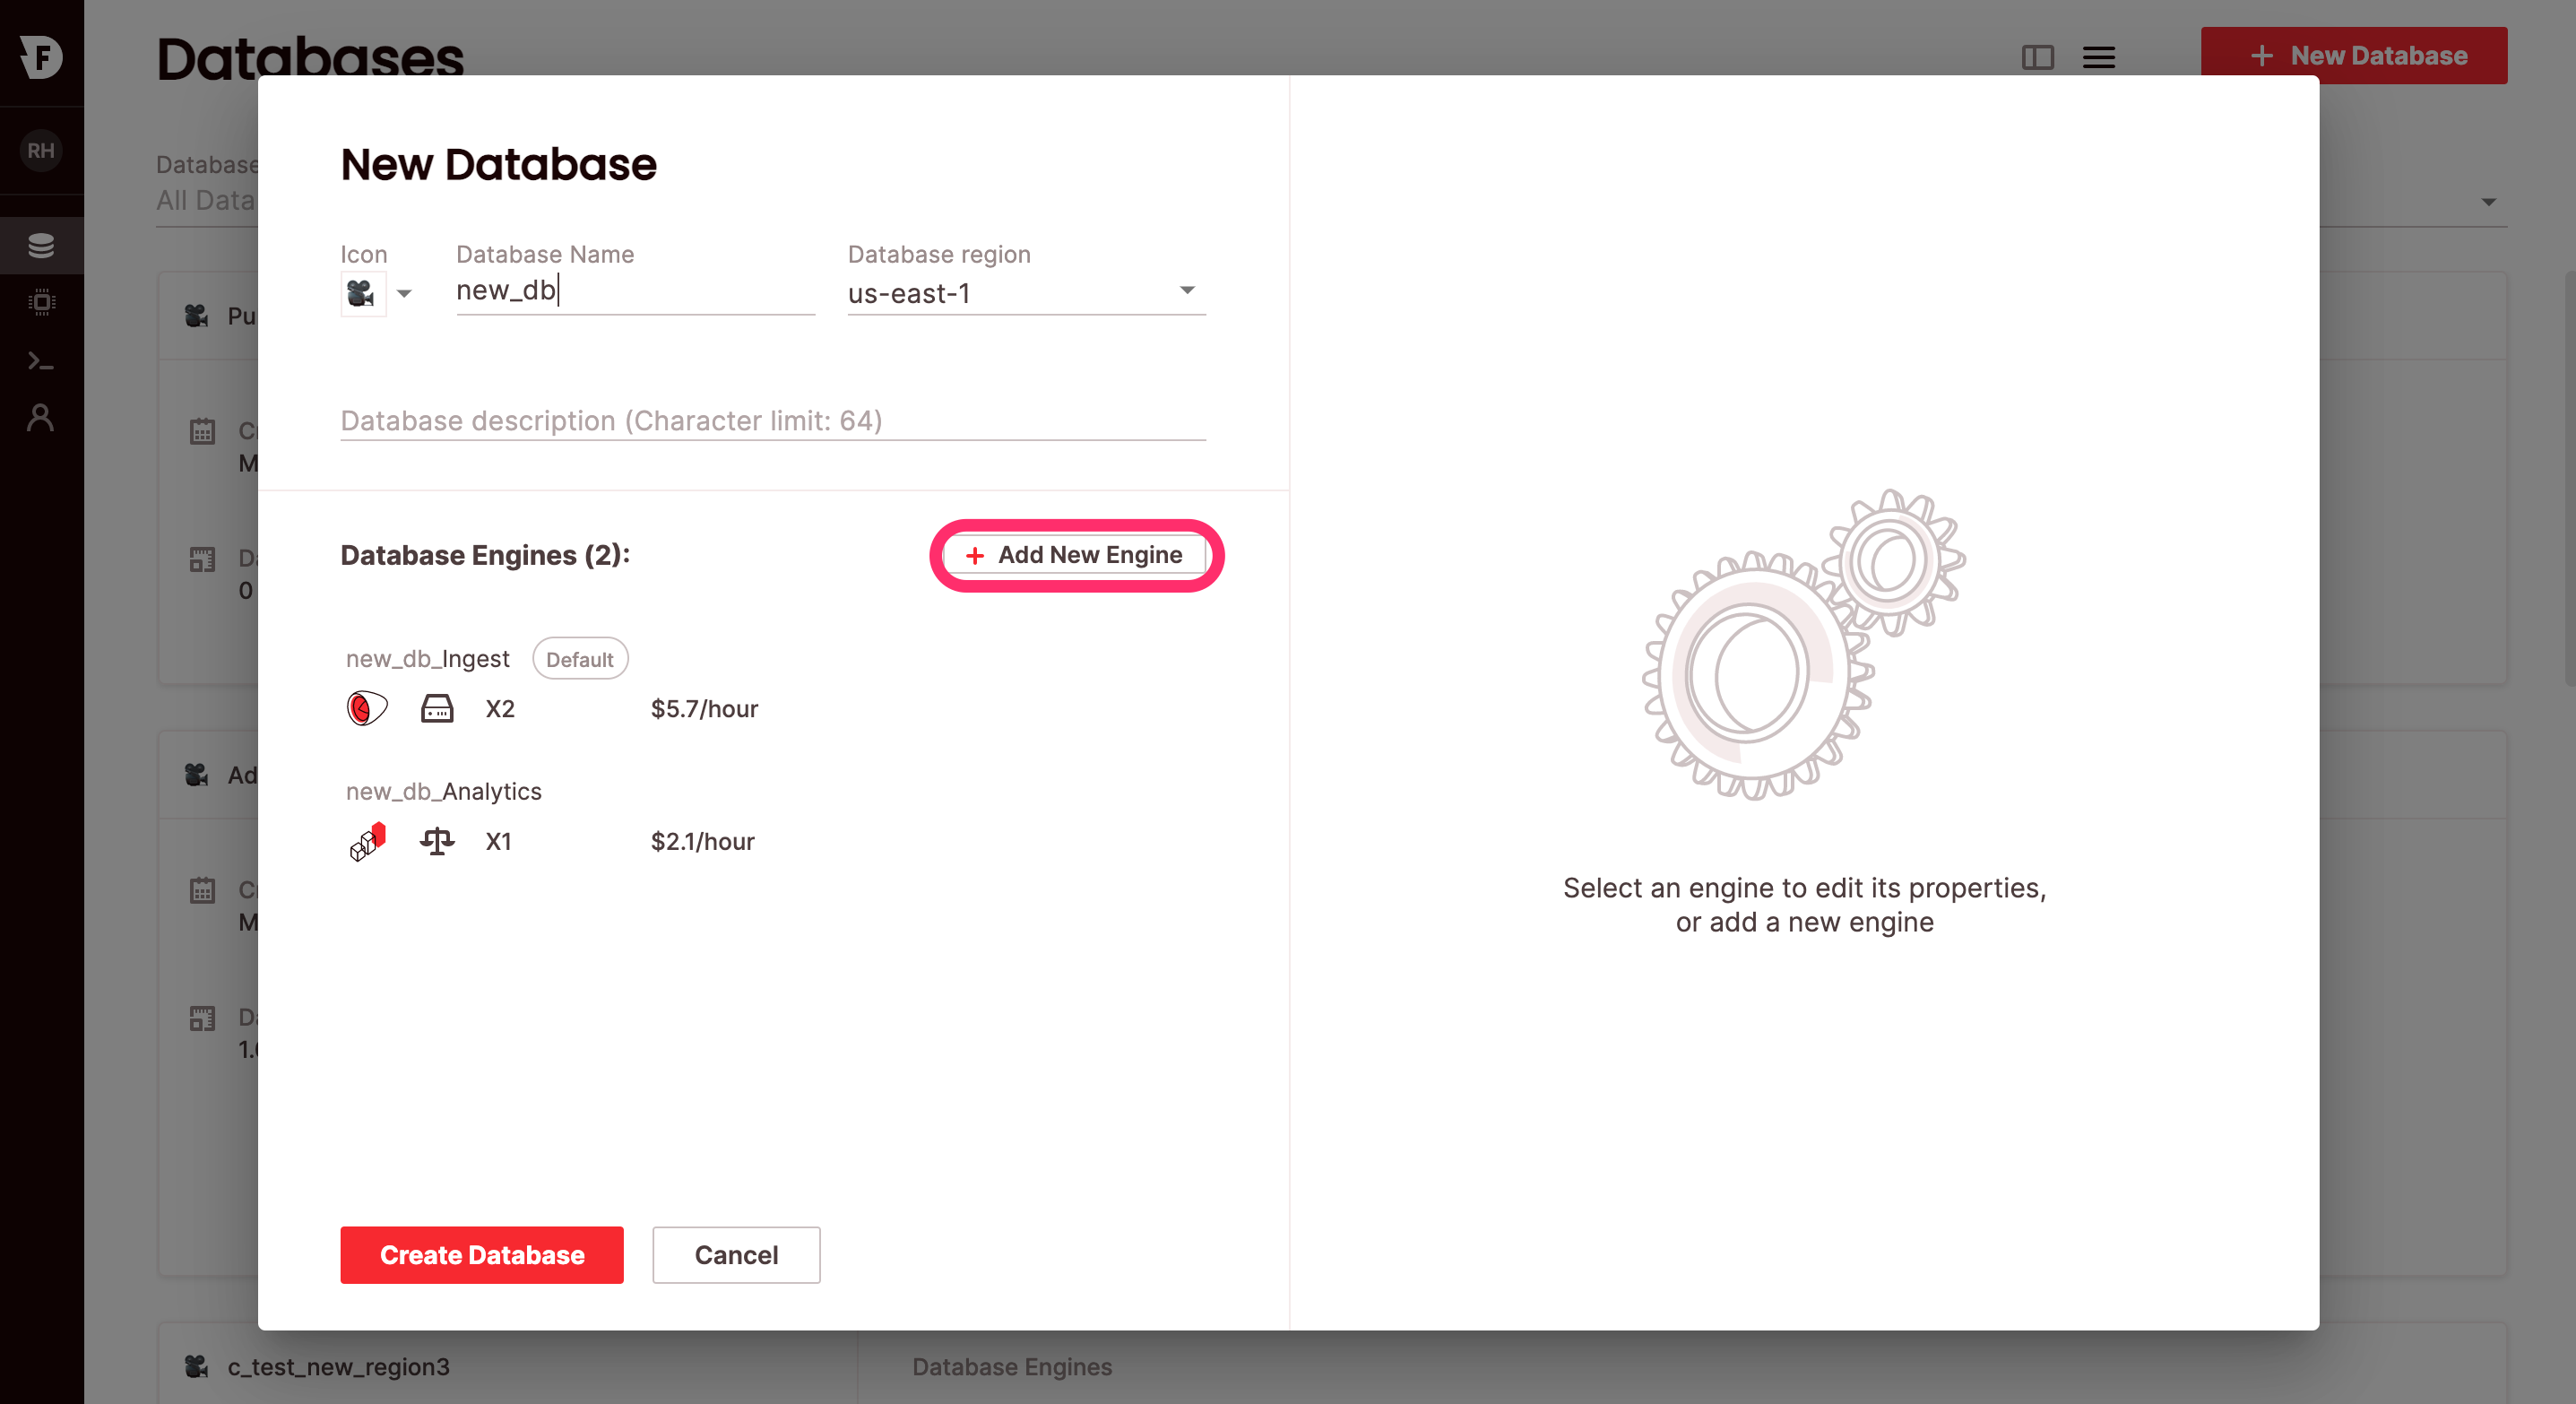 F
Databases
+ New Database
RH
Database
All Data
New Database
Icon
Database Name
Database region
new_db
us-east-1
Database description (Character limit: 64)
Database Engines (2):
+ Add New Engine
new_db_Ingest
Default
X2
$5.7/hour
new_db_Analytics
X1
$2.1/hour
Select an engine to edit its properties,
or add a new engine
Create Database
Cancel
Pu
M
0
Ad
M
c_test_new_region3
Database Engines